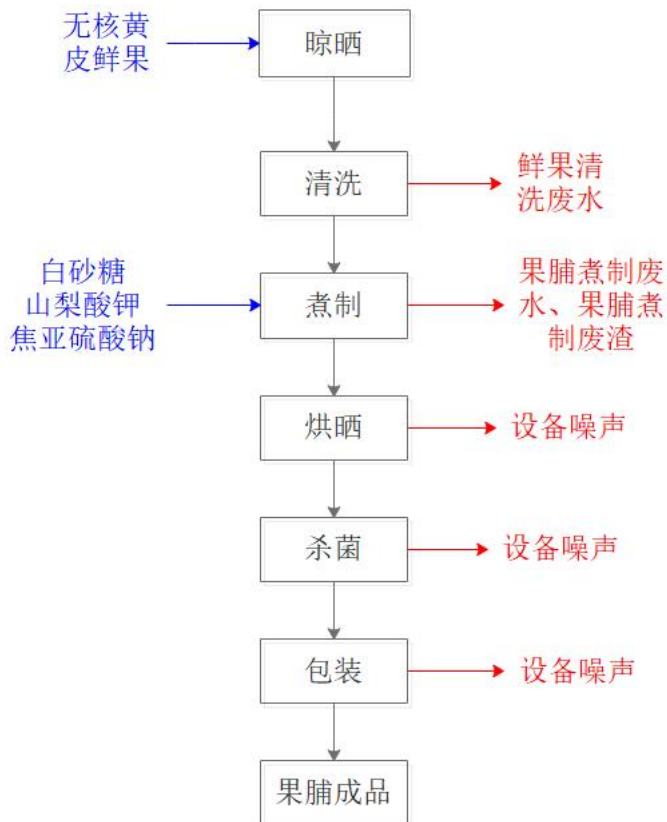 无核黄
皮鲜果
晾晒
清洗
鲜果清
洗废水
白砂糖
山梨酸钾
焦亚硫酸钠
煮制
果脯煮制废
水、果脯煮
制废渣
烘晒
设备噪声
杀菌
设备噪声
包装
设备噪声
果脯成品